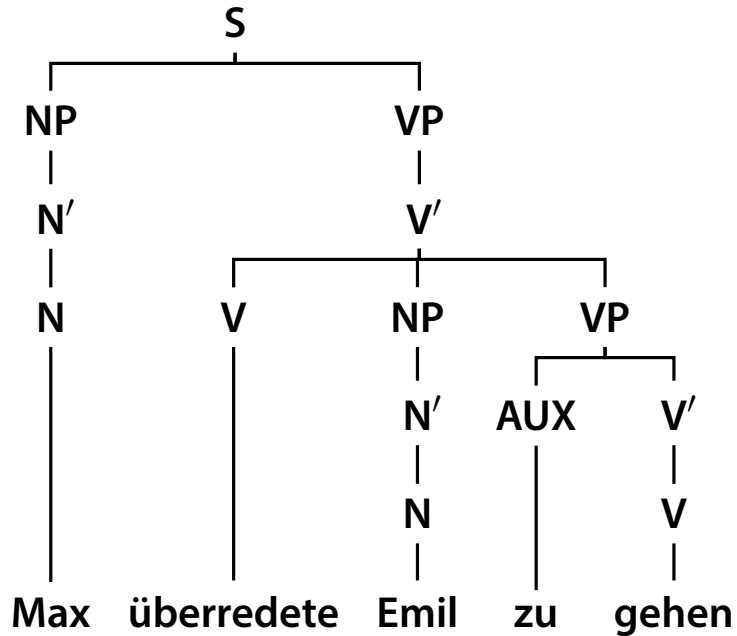 S
NP VP
N′ V′
N V NP VP
N′ AUX V′
N V
Max überredete Emil zu gehen